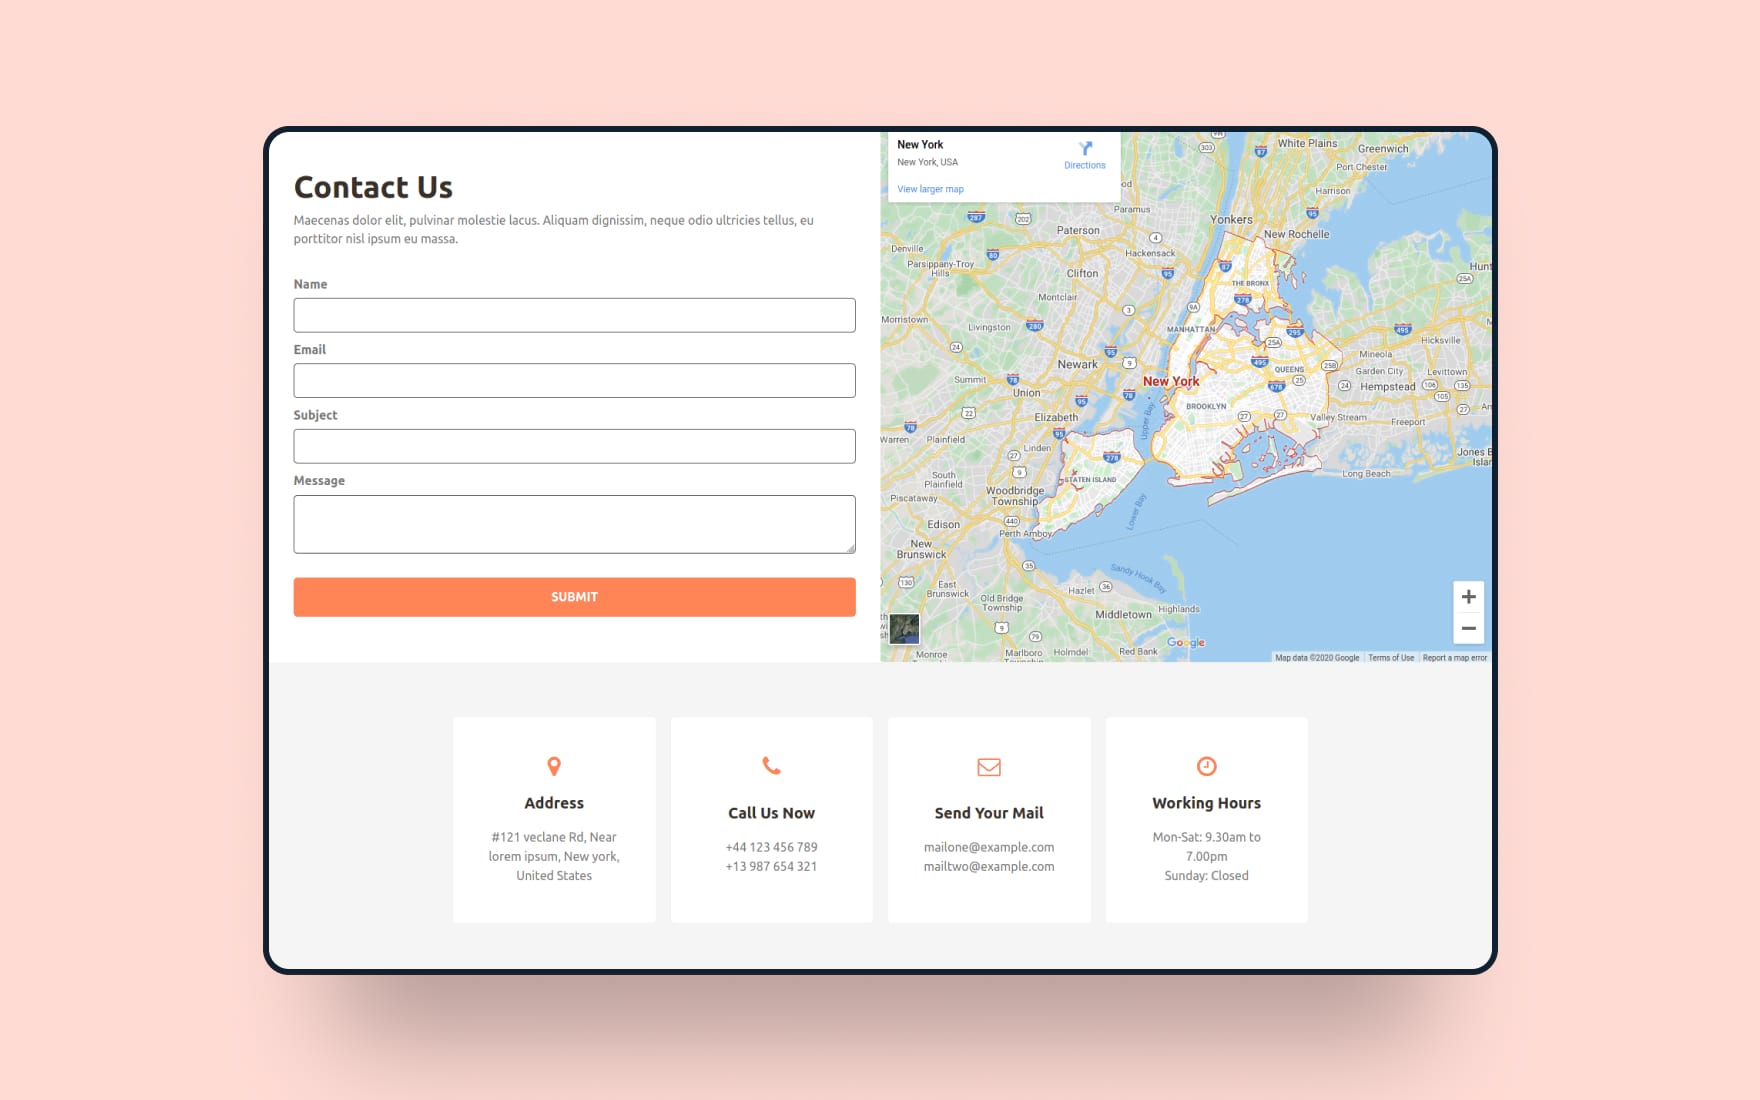 Contact Us
Maecenas dolor elit, pulvinar molestie lacus. Aliquam dignissim, neque odio ultricies tellus, eu
porttitor nisl ipsum eu massa.
Name
Email
Subject
Message
SUBMIT
New York
New York, USA
Directions
View larger map
White Plains
Greenwich
Port Chester
Harrison
Paramus
Yonkers
Paterson
New Rochelle
Denville
Hackensack
Parsippany-Troy
Hills
Clifton
THE BRONX
Montclair
Morristown
Livingston
MANHATTAN
Hicksville
Mineola
Newark
QUEENS
Garden City
Levittown
Summit
New York
Hempstead
Union
BROOKLYN
Elizabeth
Upper Bay
Valley Stream
Freeport
Warren
Plainfield
Linden
Jones B
South
Plainfield
STATEN ISLAND
Long Beach
Piscataway
Woodbridge
Township
Lower Bay
Edison
Perth Amboy
New
Brunswick
Sandy Hook Bay
East
Brunswick
Hazlet
Old Bridge
Township
Highlands
Middletown
Monroe
Marlboro
Holmdel
Red Bank
Google
Map data ©2020 Google
Terms of Use
Report a map error
Address
#121 veclane Rd, Near
lorem ipsum, New york,
United States
Call Us Now
+44 123 456 789
+13 987 654 321
Send Your Mail
mailone@example.com
mailtwo@example.com
Working Hours
Mon-Sat: 9.30am to
7.00pm
Sunday: Closed